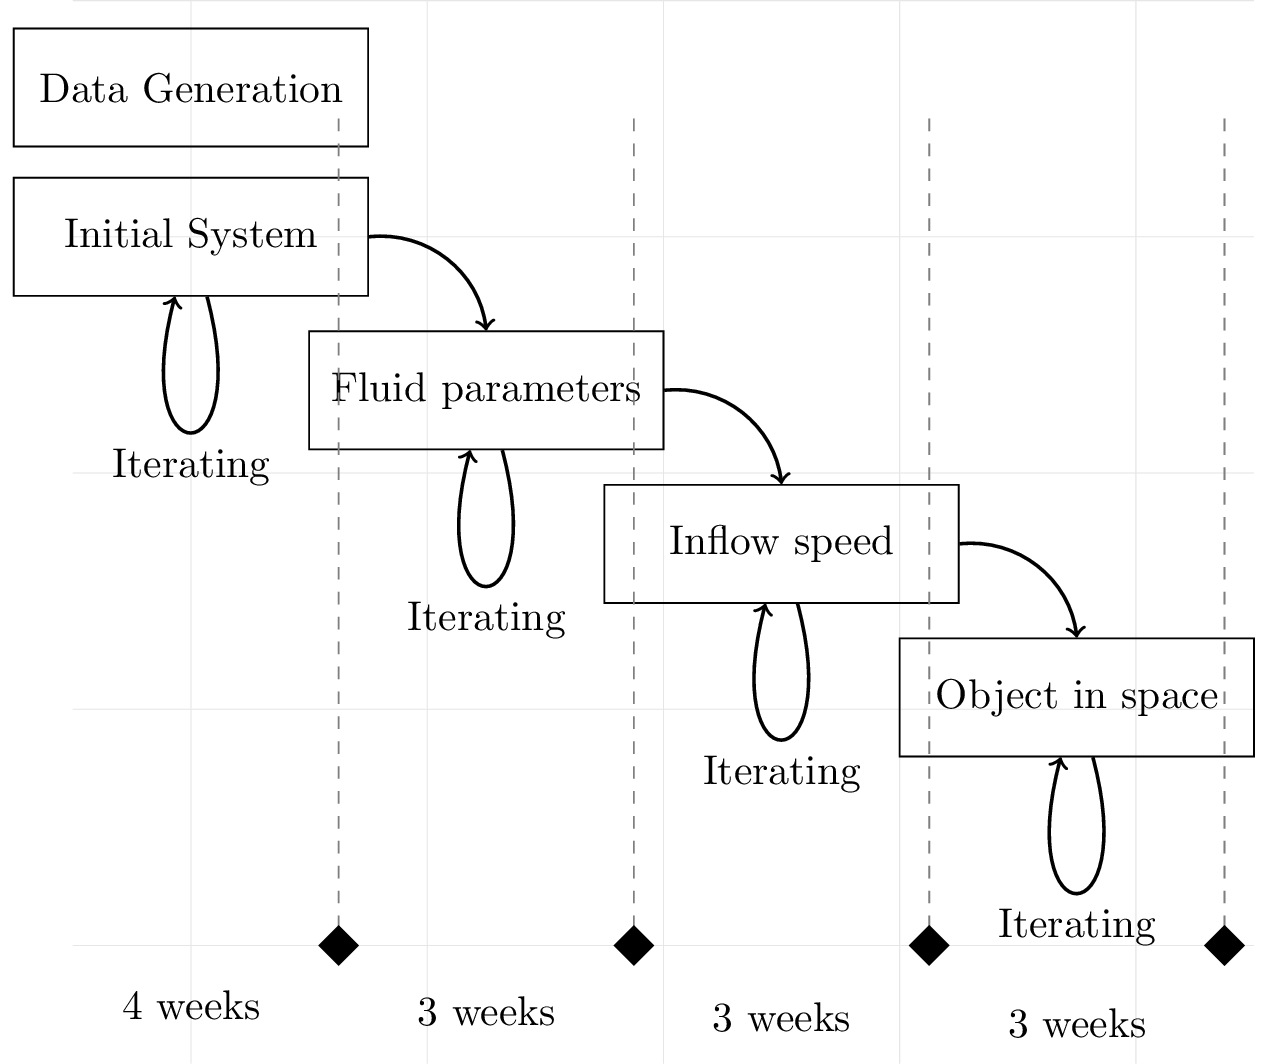 Data Generation
Initial System
Iterating
Fluid parameters
Iterating
Inflow speed
Iterating
Object in space
Iterating
4 weeks
3 weeks
3 weeks
3 weeks